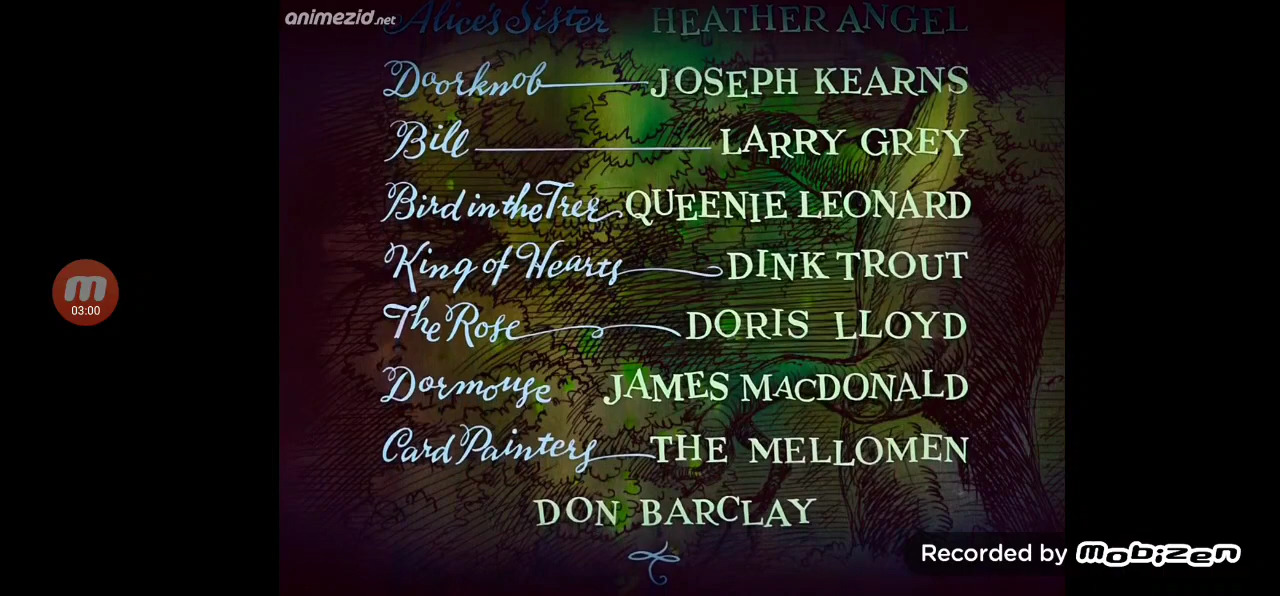 animezid.net
Alice's Sister HEATHER ANGEL
Doorknob JOSEPH KEARNS
Bill LARRY GREY
Bird in the Tree QUEENIE LEONARD
King of Hearts DINK TROUT
The Rose DORIS LLOYD
Dormouse JAMES MACDONALD
Card Painters THE MELLOMEN
DON BARCLAY
m
03:00
Recorded by mobizen